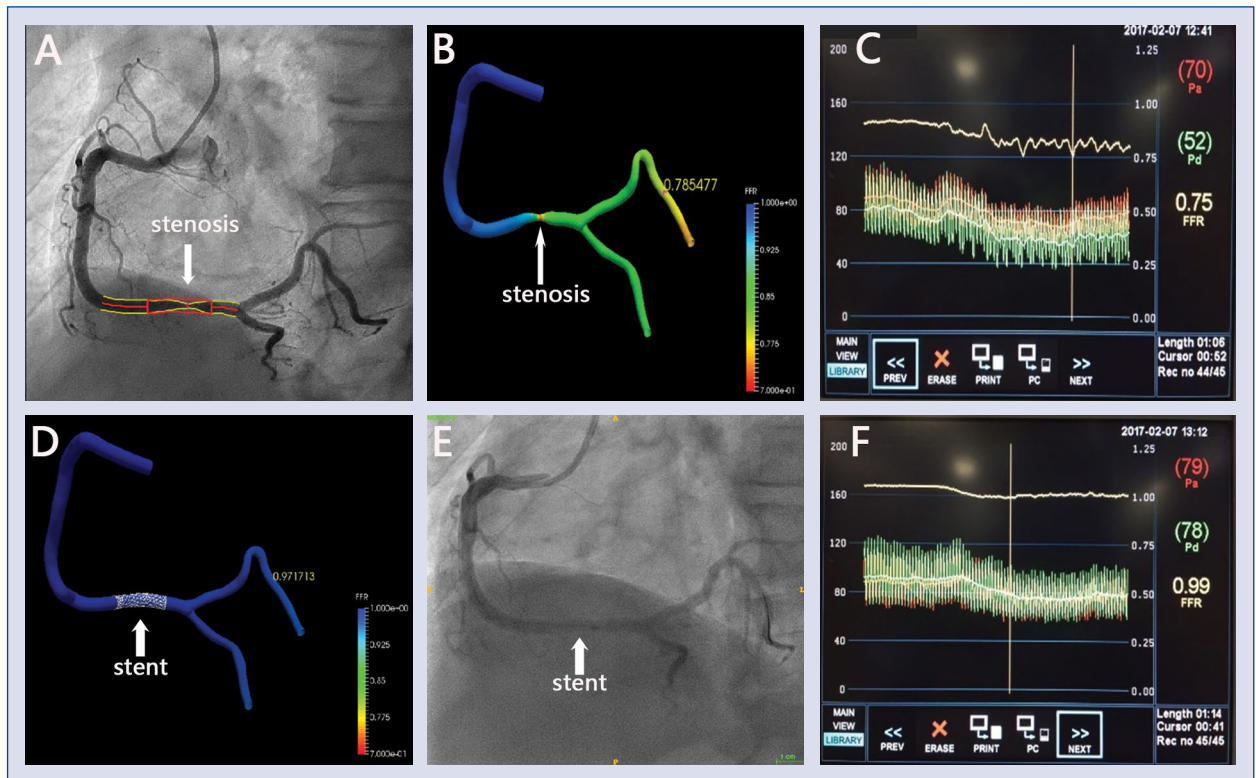 A
stenosis
B
0.785477
stenosis
FFR
1.000e+00
0.925
0.85
0.775
7.000e-01
C
2017-02-07 12:41
200
160
120
80
40
0
1.25
1.00
0.75
0.50
0.25
0.00
(70)
Pa
(52)
Pd
0.75
FFR
MAIN
VIEW
LIBRARY
<<
PREV
ERASE
PRINT
PC
>>
NEXT
Length 01:06
Cursor 00:52
Rec no 44/45
D
0.971713
stent
FFR
1.000e+00
0.925
0.85
0.775
7.000e-01
E
stent
A
L
P
1 cm
F
2017-02-07 13:12
200
160
120
80
40
0
1.25
1.00
0.75
0.50
0.25
0.00
(79)
Pa
(78)
Pd
0.99
FFR
MAIN
VIEW
LIBRARY
<<
PREV
ERASE
PRINT
PC
>>
NEXT
Length 01:14
Cursor 00:41
Rec no 45/45